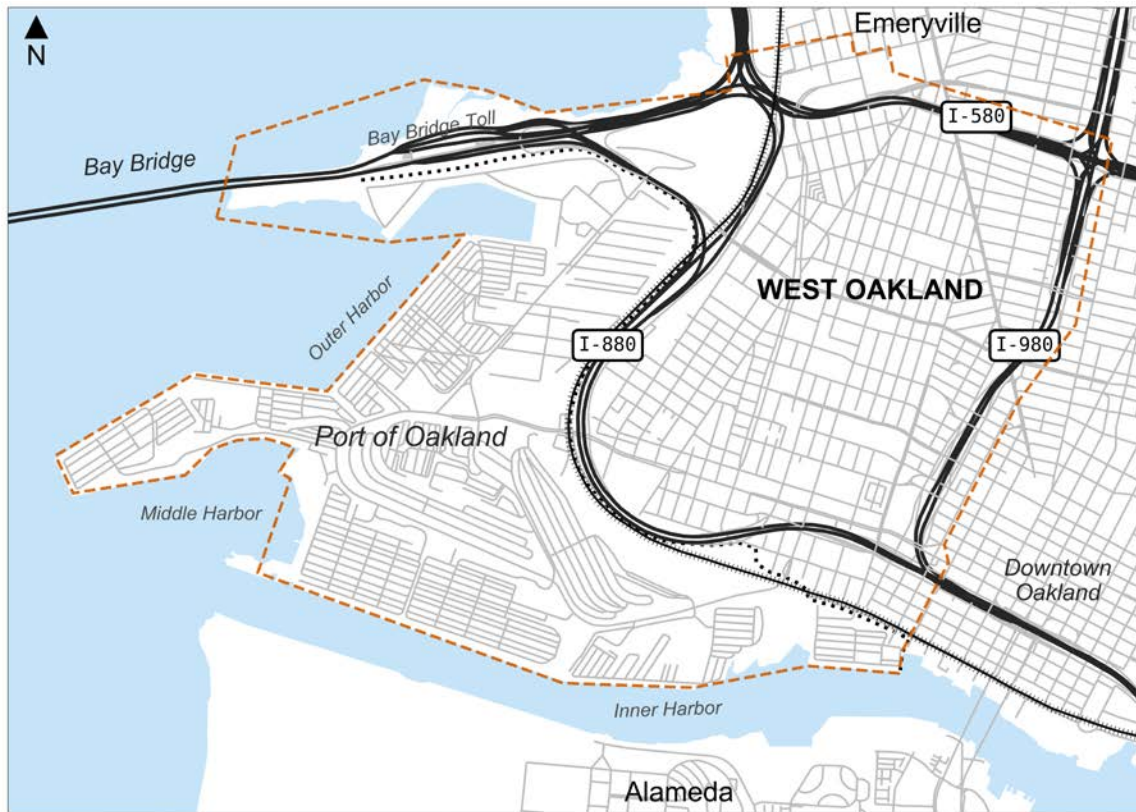 N
Emeryville
Bay Bridge Toll
I-580
Bay Bridge
WEST OAKLAND
Outer Harbor
I-880
I-980
Port of Oakland
Middle Harbor
Downtown
Oakland
Inner Harbor
Alameda